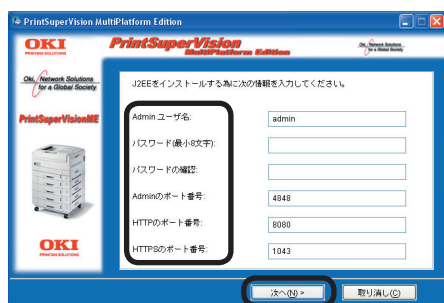 PrintSuperVision MultiPlatform Edition
OKI
PRINTING SOLUTIONS
PrintSuperVision
MultiPlatform Edition
Oki, Network Solutions
for a Global Society
Oki, Network Solutions
for a Global Society
PrintSuperVisionME
OKI
PRINTING SOLUTIONS
J2EEをインストールする為に次の情報を入力してください。
Admin ユーザ名:
admin
パスワード(最小8文字):
パスワードの確認:
Adminのポート番号:
4848
HTTPのポート番号:
8080
HTTPSのポート番号:
1043
次へ(N) >
取り消し(C)